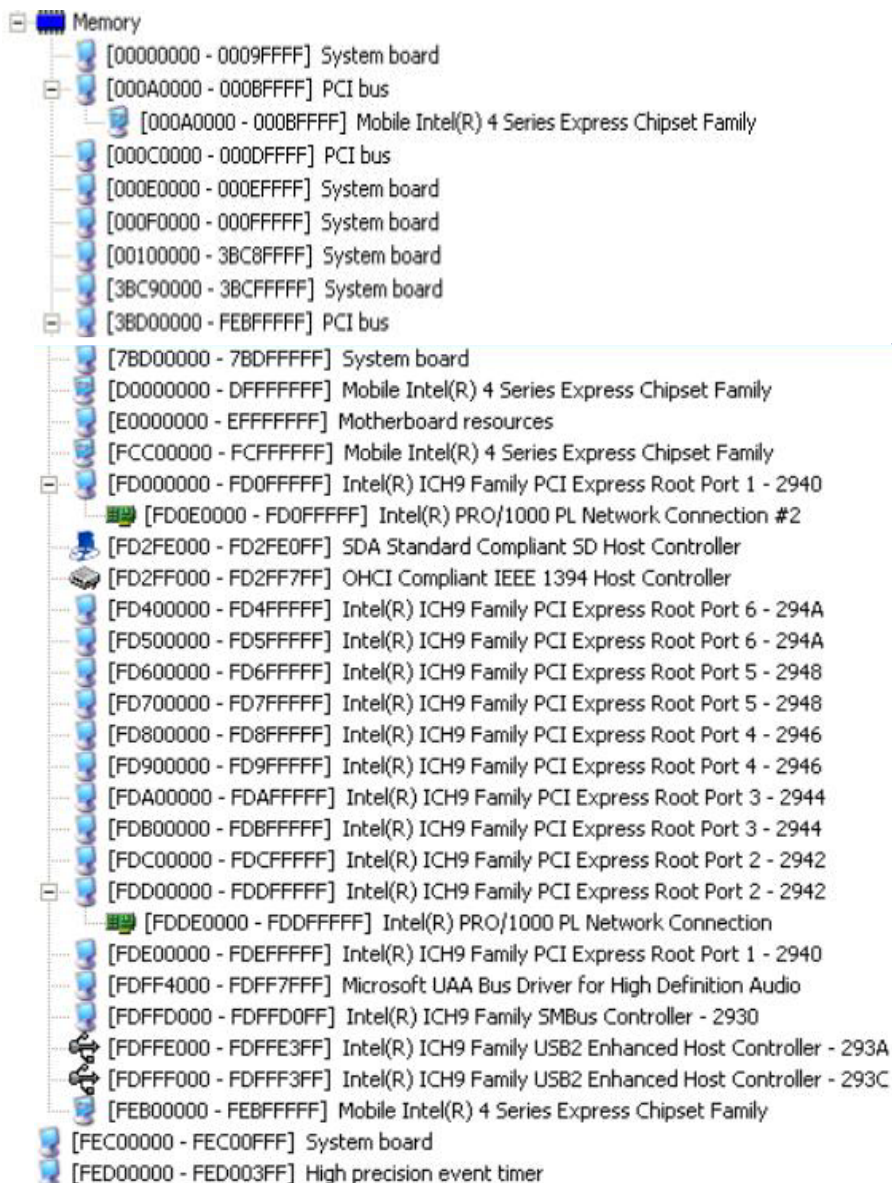 Memory
[00000000 - 0009FFFF] System board
[000A0000 - 000BFFFF] PCI bus
[000A0000 - 000BFFFF] Mobile Intel(R) 4 Series Express Chipset Family
[000C0000 - 000DFFFF] PCI bus
[000E0000 - 000EFFFF] System board
[000F0000 - 000FFFFF] System board
[00100000 - 3BC8FFFF] System board
[3BC90000 - 3BCFFFFF] System board
[3BD00000 - FEBFFFFF] PCI bus
[7BD00000 - 7BDFFFFF] System board
[D0000000 - DFFFFFFF] Mobile Intel(R) 4 Series Express Chipset Family
[E0000000 - EFFFFFFF] Motherboard resources
[FCC00000 - FCFFFFFF] Mobile Intel(R) 4 Series Express Chipset Family
[FD000000 - FD0FFFFF] Intel(R) ICH9 Family PCI Express Root Port 1 - 2940
[FD0E0000 - FD0FFFFF] Intel(R) PRO/1000 PL Network Connection #2
[FD2FE000 - FD2FE0FF] SDA Standard Compliant SD Host Controller
[FD2FF000 - FD2FF7FF] OHCI Compliant IEEE 1394 Host Controller
[FD400000 - FD4FFFFF] Intel(R) ICH9 Family PCI Express Root Port 6 - 294A
[FD500000 - FD5FFFFF] Intel(R) ICH9 Family PCI Express Root Port 6 - 294A
[FD600000 - FD6FFFFF] Intel(R) ICH9 Family PCI Express Root Port 5 - 2948
[FD700000 - FD7FFFFF] Intel(R) ICH9 Family PCI Express Root Port 5 - 2948
[FD800000 - FD8FFFFF] Intel(R) ICH9 Family PCI Express Root Port 4 - 2946
[FD900000 - FD9FFFFF] Intel(R) ICH9 Family PCI Express Root Port 4 - 2946
[FDA00000 - FDAFFFFF] Intel(R) ICH9 Family PCI Express Root Port 3 - 2944
[FDB00000 - FDBFFFFF] Intel(R) ICH9 Family PCI Express Root Port 3 - 2944
[FDC00000 - FDCFFFFF] Intel(R) ICH9 Family PCI Express Root Port 2 - 2942
[FDD00000 - FDDFFFFF] Intel(R) ICH9 Family PCI Express Root Port 2 - 2942
[FDDE0000 - FDDFFFFF] Intel(R) PRO/1000 PL Network Connection
[FDE00000 - FDEFFFFF] Intel(R) ICH9 Family PCI Express Root Port 1 - 2940
[FDFF4000 - FDFF7FFF] Microsoft UAA Bus Driver for High Definition Audio
[FDFFD000 - FDFFD0FF] Intel(R) ICH9 Family SMBus Controller - 2930
[FDFFE000 - FDFFE3FF] Intel(R) ICH9 Family USB2 Enhanced Host Controller - 293A
[FDFFF000 - FDFFF3FF] Intel(R) ICH9 Family USB2 Enhanced Host Controller - 293C
[FEB00000 - FEBFFFFF] Mobile Intel(R) 4 Series Express Chipset Family
[FEC00000 - FEC00FFF] System board
[FED00000 - FED003FF] High precision event timer